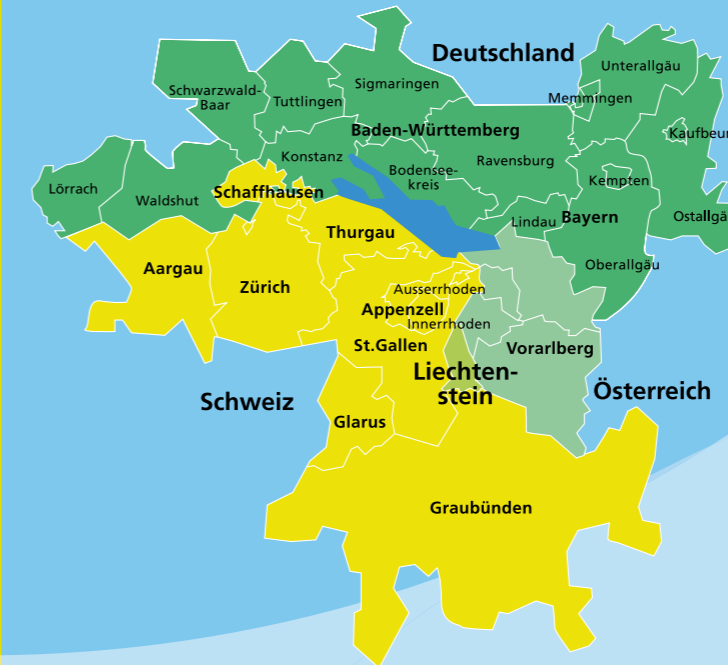 Deutschland
Unterallgäu
Sigmaringen
Schwarzwald-
Baar
Tuttlingen
Memmingen
Baden-Württemberg
Kaufbeur
Konstanz
Ravensburg
Bodensee-
kreis
Kempten
Lörrach
Waldshut
Schaffhausen
Lindau
Bayern
Ostallgä
Thurgau
Oberallgäu
Aargau
Zürich
Ausserrhoden
Appenzell
Innerrhoden
St.Gallen
Vorarlberg
Liechten-
stein
Österreich
Schweiz
Glarus
Graubünden